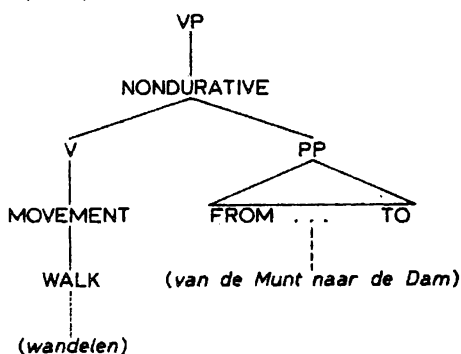 VP
NONDURATIVE
V PP
MOVEMENT FROM ... TO
WALK (van de Munt naar de Dam)
(wandelen)